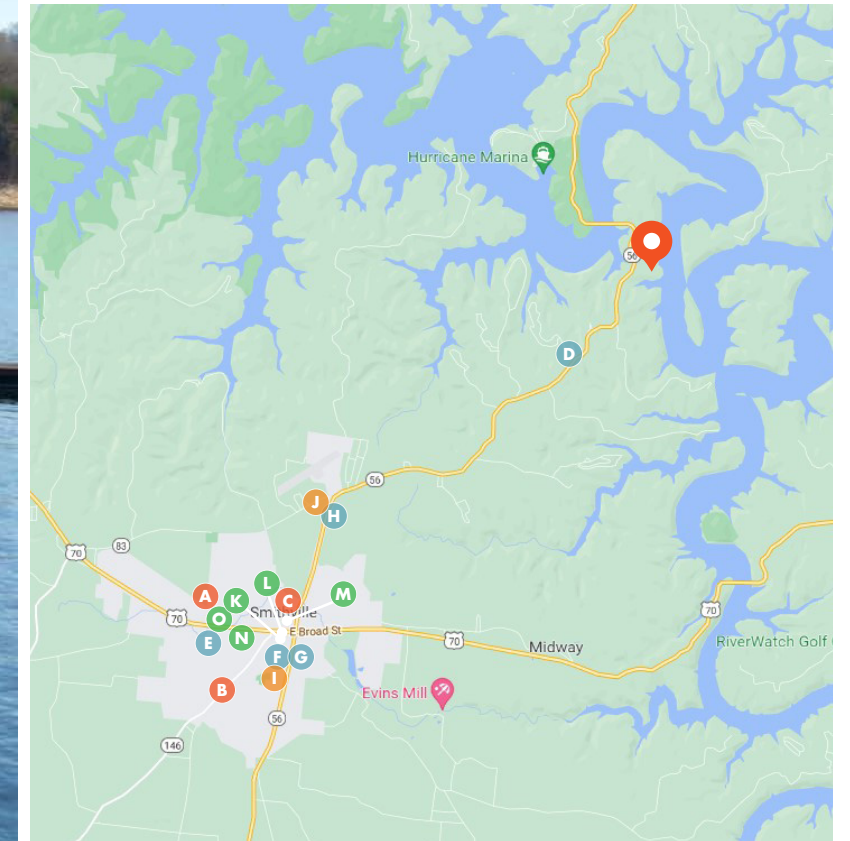 Hurricane Marina
56
D
56
J
H
83
70
L
A
K
C
M
Smithville
O
70
E Broad St
N
E
70
70
F
G
Midway
RiverWatch Golf
I
B
Evins Mill
56
146